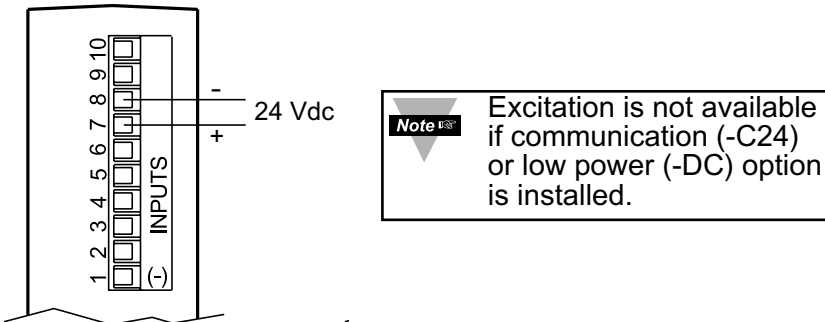 10
9
8
7
6
5
4
3
2
1
INPUTS
(-)
-
24 Vdc
+
Note ☞
Excitation is not available
if communication (-C24)
or low power (-DC) option
is installed.